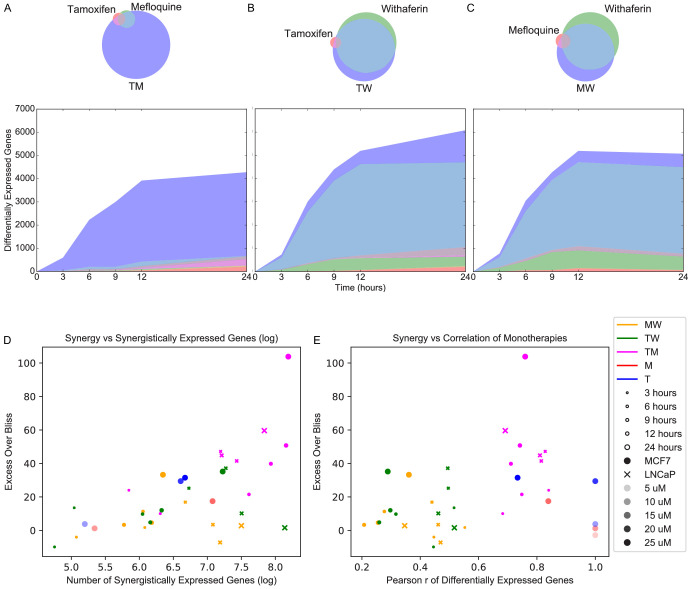 A
Tamoxifen
Mefloquine
TM
B
Withaferin
Tamoxifen
TW
C
Withaferin
Mefloquine
MW
Differentially Expressed Genes
7000
6000
5000
4000
3000
2000
1000
0
0 3 6 9 12 24
0 3 6 9 12 24
0 3 6 9 12 24
Time (hours)
D
Synergy vs Synergistically Expressed Genes (log)
Excess Over Bliss
100
80
60
40
20
0
5.0 5.5 6.0 6.5 7.0 7.5 8.0
Number of Synergistically Expressed Genes (log)
E
Synergy vs Correlation of Monotherapies
Excess Over Bliss
100
80
60
40
20
0
0.2 0.4 0.6 0.8 1.0
Pearson r of Differentially Expressed Genes
MW
TW
TM
M
T
3 hours
6 hours
9 hours
12 hours
24 hours
MCF7
LNCaP
5 uM
10 uM
15 uM
20 uM
25 uM